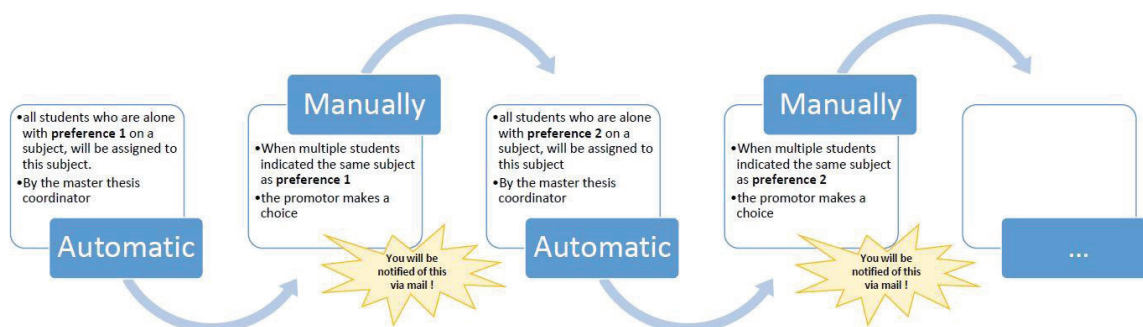 •all students who are alone
with preference 1 on a
subject, will be assigned to
this subject.
•By the master thesis
coordinator
Automatic
Manually
•When multiple students
indicated the same subject
as preference 1
•the promotor makes a
choice
You will be
notified of this
via mail !
•all students who are alone
with preference 2 on a
subject, will be assigned to
this subject
•By the master thesis
coordinator
Automatic
Manually
•When multiple students
indicated the same subject
as preference 2
•the promotor makes a
choice
You will be
notified of this
via mail !
...